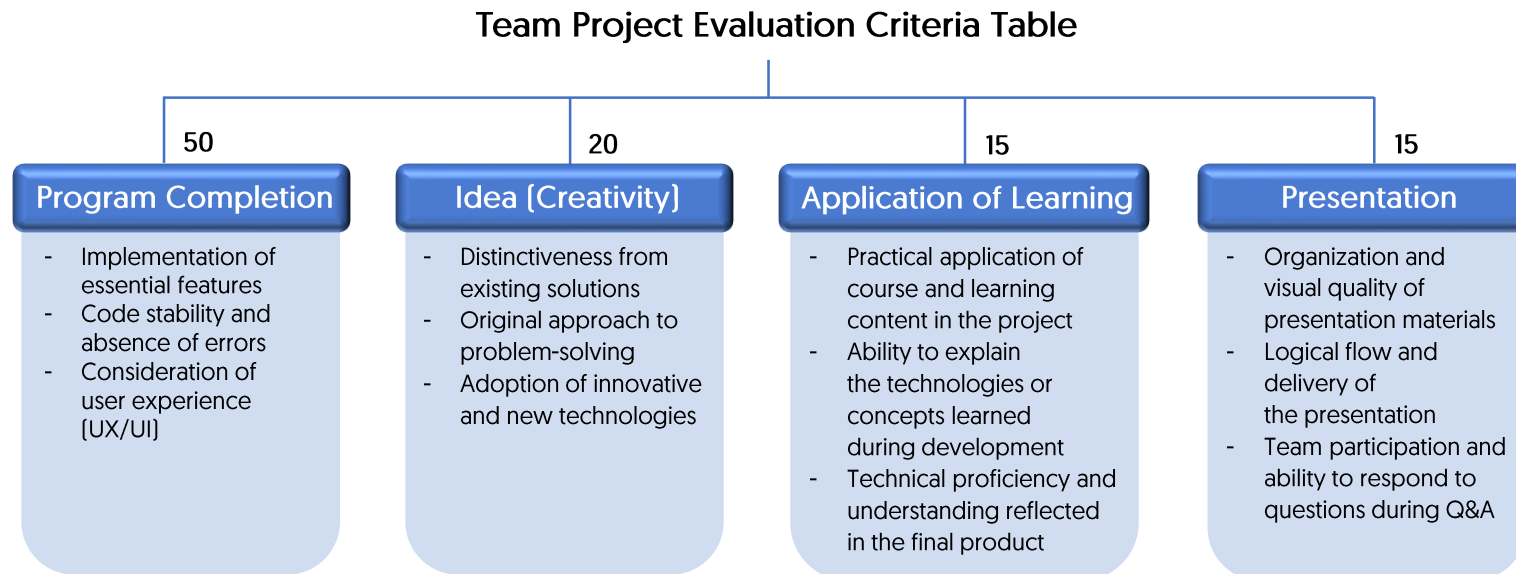 Team Project Evaluation Criteria Table
50
Program Completion
- Implementation of
essential features
- Code stability and
absence of errors
- Consideration of
user experience
(UX/UI)
20
Idea (Creativity)
- Distinctiveness from
existing solutions
- Original approach to
problem-solving
- Adoption of innovative
and new technologies
15
Application of Learning
- Practical application of
course and learning
content in the project
- Ability to explain
the technologies or
concepts learned
during development
- Technical proficiency and
understanding reflected
in the final product
15
Presentation
- Organization and
visual quality of
presentation materials
- Logical flow and
delivery of
the presentation
- Team participation and
ability to respond to
questions during Q&A